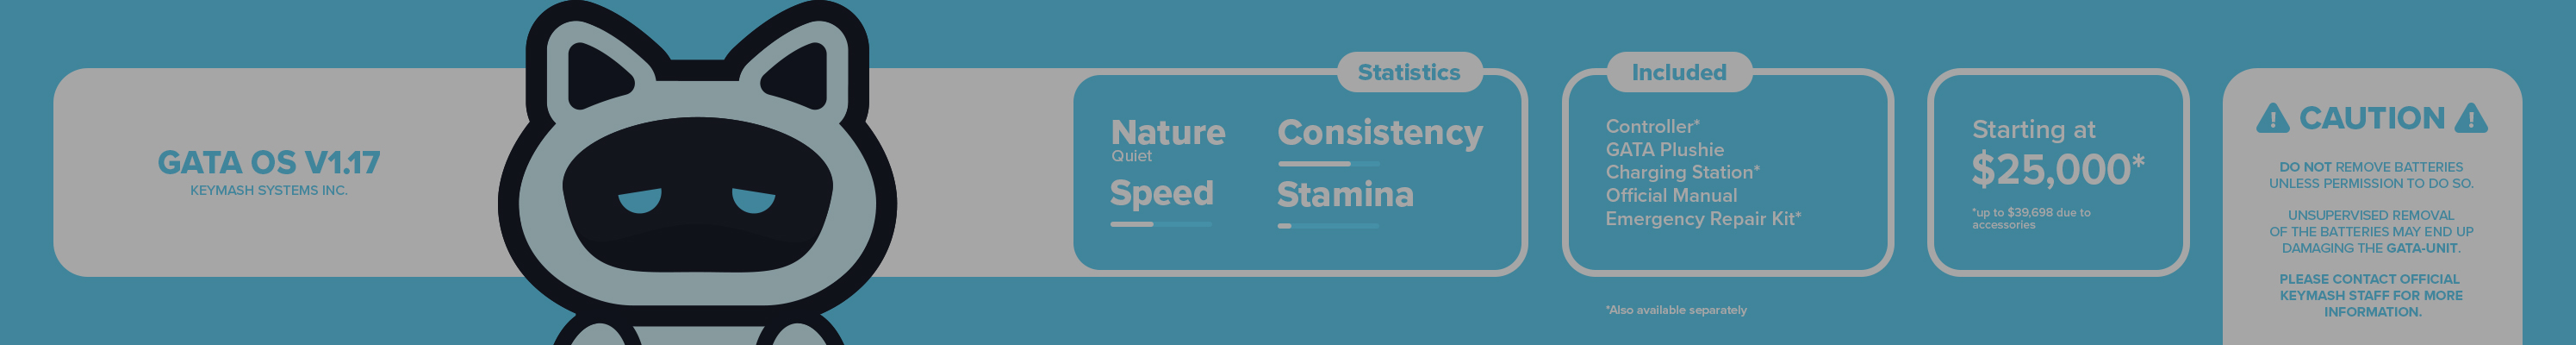 GATA OS V1.17
KEYMASH SYSTEMS INC.
Statistics
Nature
Quiet
Consistency
Speed
Stamina
Included
Controller*
GATA Plushie
Charging Station*
Official Manual
Emergency Repair Kit*
*Also available separately
Starting at
$25,000*
*up to $39,698 due to
accessories
CAUTION
DO NOT REMOVE BATTERIES
UNLESS PERMISSION TO DO SO.
UNSUPERVISED REMOVAL
OF THE BATTERIES MAY END UP
DAMAGING THE GATA-UNIT.
PLEASE CONTACT OFFICIAL
KEYMASH STAFF FOR MORE
INFORMATION.